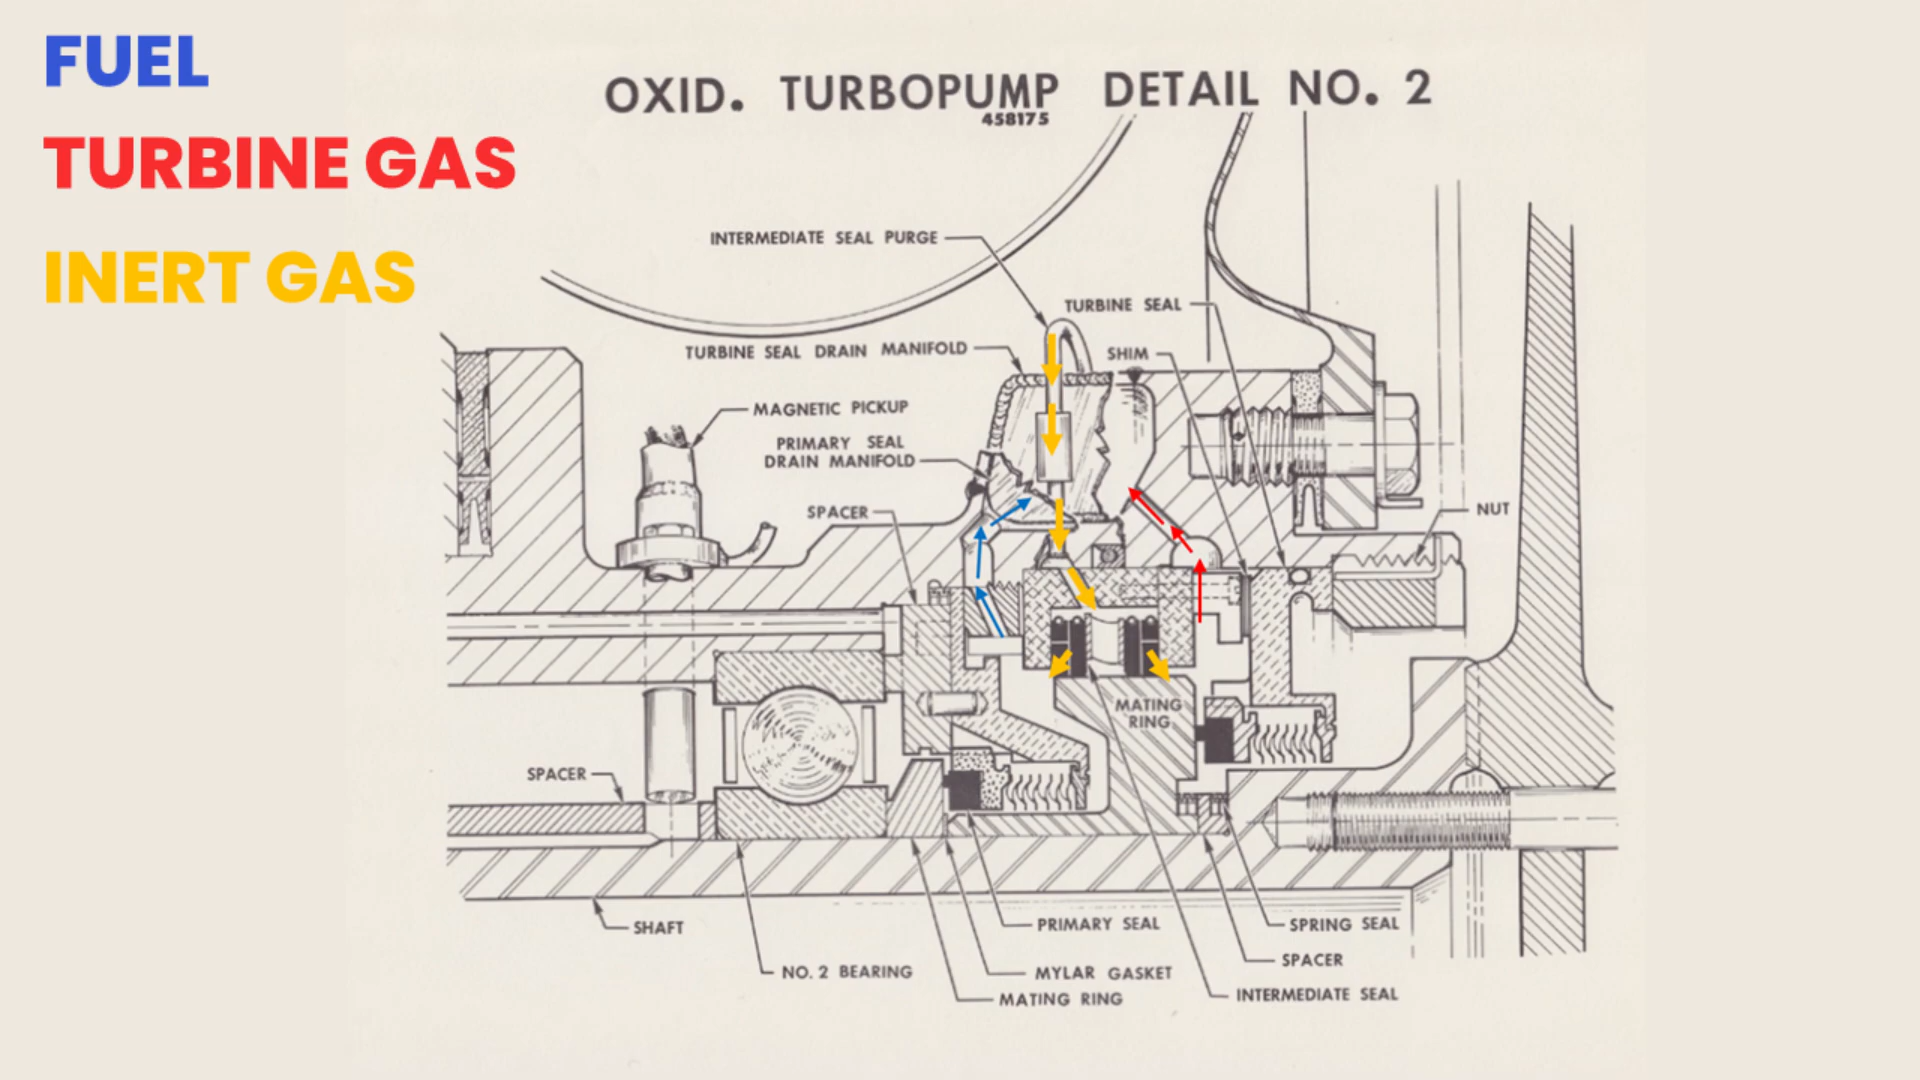 FUEL
TURBINE GAS
INERT GAS
OXID. TURBOPUMP DETAIL NO. 2
458175
INTERMEDIATE SEAL PURGE
TURBINE SEAL
TURBINE SEAL DRAIN MANIFOLD
SHIM
MAGNETIC PICKUP
PRIMARY SEAL
DRAIN MANIFOLD
SPACER
NUT
MATING
RING
SPACER
SHAFT
PRIMARY SEAL
SPRING SEAL
SPACER
NO. 2 BEARING
MYLAR GASKET
MATING RING
INTERMEDIATE SEAL